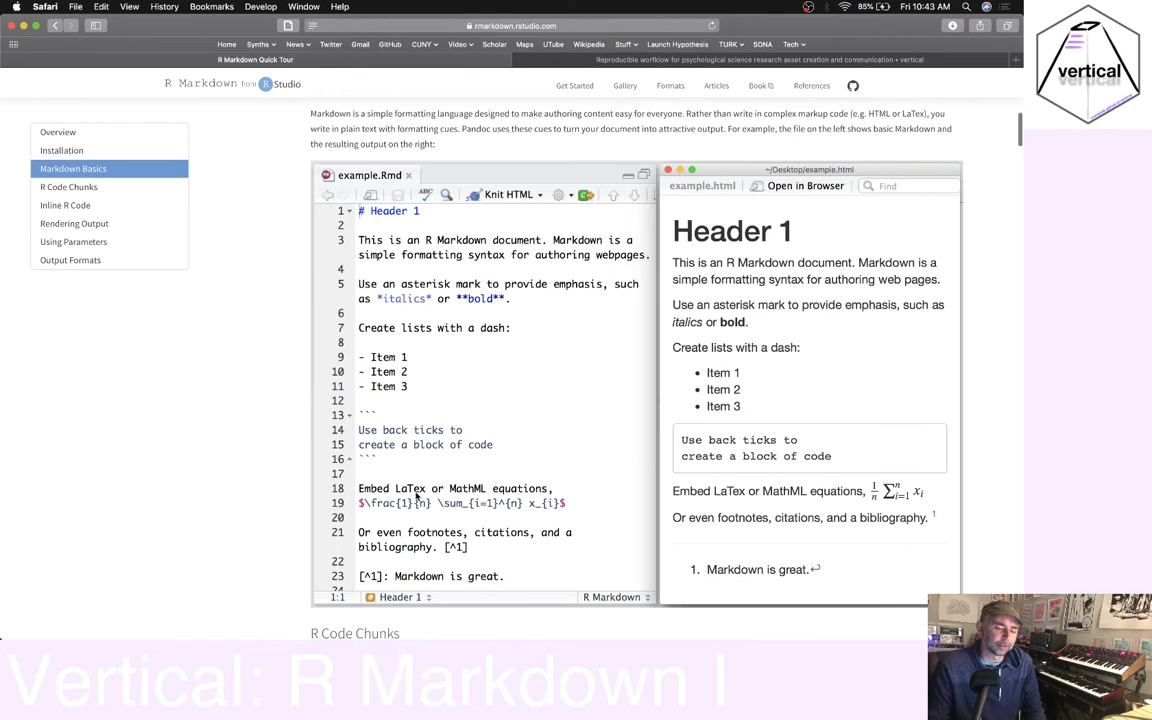 Safari File Edit View History Bookmarks Develop Window Help
85% Fri 10:43 AM
rmarkdown.rstudio.com
Home Synths News Twitter Gmail GitHub CUNY Video Scholar Maps UTube Wikipedia Stuff Launch Hypothesis TURK SONA Tech
R Markdown Quick Tour
Reproducible worfklow for psychological science research asset creation and communication • vertical
R Markdown from R Studio
Get Started Gallery Formats Articles Book References
vertical
Overview
Installation
Markdown Basics
R Code Chunks
Inline R Code
Rendering Output
Using Parameters
Output Formats
Markdown is a simple formatting language designed to make authoring content easy for everyone. Rather than write in complex markup code (e.g. HTML or LaTex), you
write in plain text with formatting cues. Pandoc uses these cues to turn your document into attractive output. For example, the file on the left shows basic Markdown and
the resulting output on the right:
example.Rmd
ABC Knit HTML
1 # Header 1
2
3 This is an R Markdown document. Markdown is a
simple formatting syntax for authoring webpages.
4
5 Use an asterisk mark to provide emphasis, such
as *italics* or **bold**.
6
7 Create lists with a dash:
8
9 - Item 1
10 - Item 2
11 - Item 3
12
13 ```
14 Use back ticks to
15 create a block of code
16 ```
17
18 Embed LaTex or MathML equations,
19 $\frac{1}{n} \sum_{i=1}^{n} x_{i}$
20
21 Or even footnotes, citations, and a
bibliography. [^1]
22
23 [^1]: Markdown is great.
24
1:1 Header 1 R Markdown
~/Desktop/example.html
example.html Open in Browser Find
Header 1
This is an R Markdown document. Markdown is a
simple formatting syntax for authoring web pages.
Use an asterisk mark to provide emphasis, such as
italics or bold.
Create lists with a dash:
• Item 1
• Item 2
• Item 3
Use back ticks to
create a block of code
Embed LaTex or MathML equations, 1/n ∑ni=1 xi
Or even footnotes, citations, and a bibliography. 1
1. Markdown is great.↩
R Code Chunks
Vertical: R Markdown I